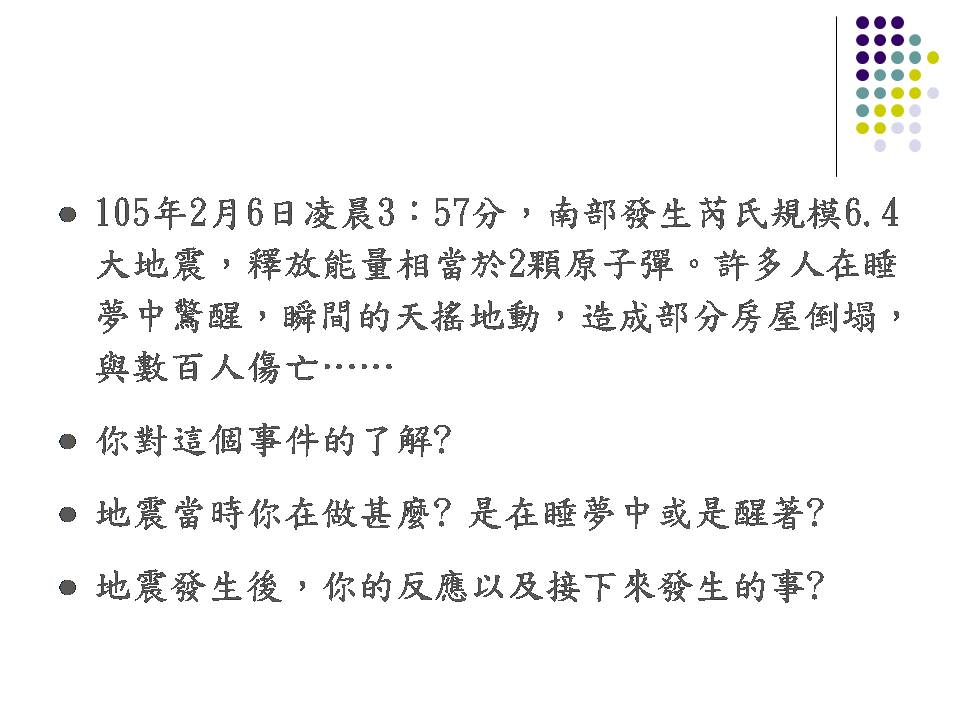 ● 105年2月6日凌晨3：57分，南部發生芮氏規模6.4
大地震，釋放能量相當於2顆原子彈。許多人在睡
夢中驚醒，瞬間的天搖地動，造成部分房屋倒塌，
與數百人傷亡……
● 你對這個事件的了解?
● 地震當時你在做甚麼? 是在睡夢中或是醒著?
● 地震發生後，你的反應以及接下來發生的事?